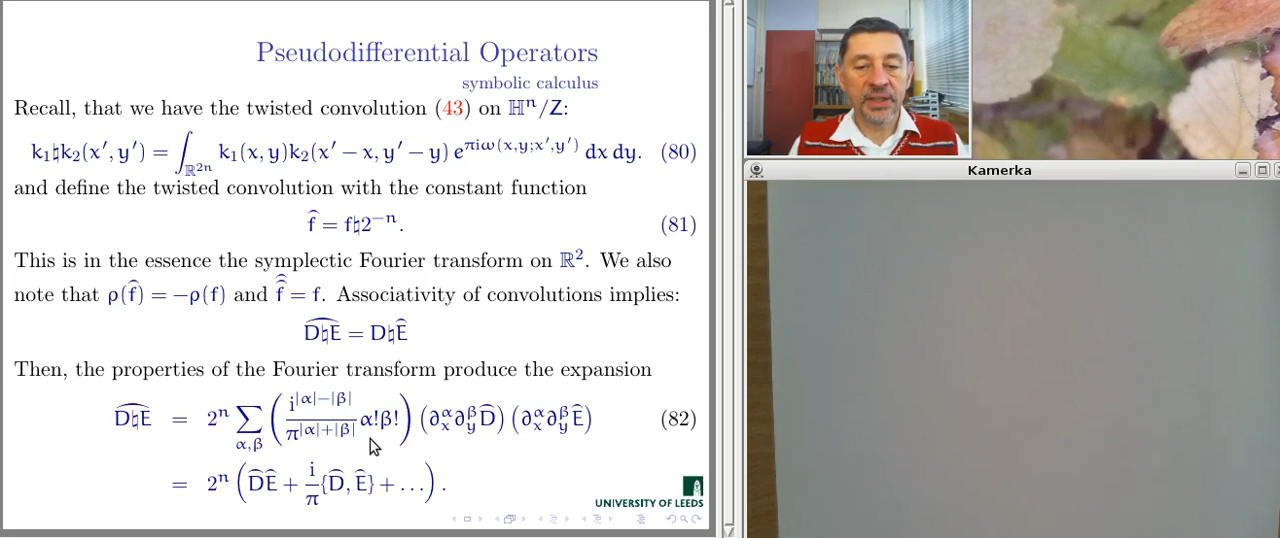 Pseudodifferential Operators
symbolic calculus
Recall, that we have the twisted convolution (43) on ℍⁿ/Z:
k₁♮k₂(x′, y′) = ∫_ℝ²ⁿ k₁(x, y)k₂(x′ − x, y′ − y) e^{πiω(x,y;x′,y′)} dx dy. (80)
and define the twisted convolution with the constant function
f̂ = f♮2⁻ⁿ. (81)
This is in the essence the symplectic Fourier transform on ℝ². We also
note that ρ(f̂) = −ρ(f) and f̂̂ = f. Associativity of convolutions implies:
\widehat{D♮E} = D♮Ê
Then, the properties of the Fourier transform produce the expansion
\widehat{D♮E} = 2ⁿ ∑_{α,β} ( i^{|α|−|β|} / π^{|α|+|β|} α!β! ) (∂ₓ^α ∂_y^β D̂) (∂ₓ^α ∂_y^β Ê) (82)
= 2ⁿ ( D̂Ê + i/π {D̂, Ê} + … ).
UNIVERSITY OF LEEDS
Kamerka